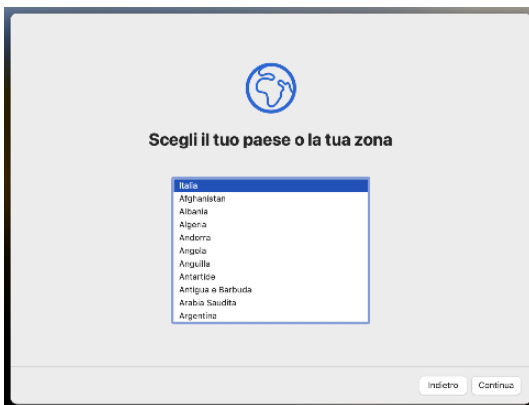 Scegli il tuo paese o la tua zona
Italia
Afghanistan
Albania
Algeria
Andorra
Angola
Anguilla
Antartide
Antigua e Barbuda
Arabia Saudita
Argentina
Indietro
Continua